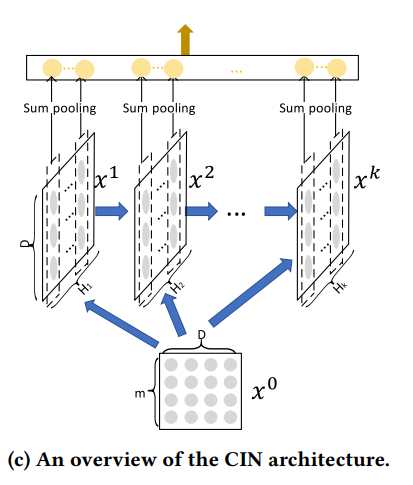 ... ... ... ...
Sum pooling Sum pooling Sum pooling
x¹ x² xᵏ
...
D
H₁ H₂ Hₖ
D
m x⁰
(c) An overview of the CIN architecture.